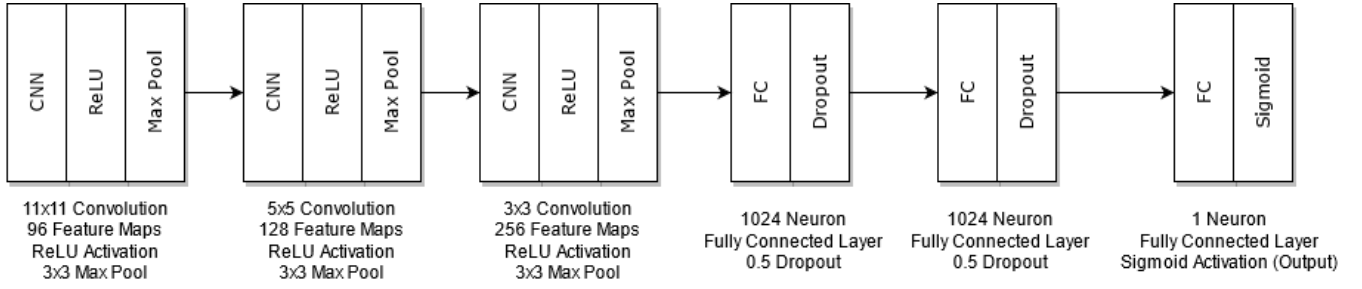 CNN
ReLU
Max Pool
CNN
ReLU
Max Pool
CNN
ReLU
Max Pool
FC
Dropout
FC
Dropout
FC
Sigmoid
11x11 Convolution
96 Feature Maps
ReLU Activation
3x3 Max Pool
5x5 Convolution
128 Feature Maps
ReLU Activation
3x3 Max Pool
3x3 Convolution
256 Feature Maps
ReLU Activation
3x3 Max Pool
1024 Neuron
Fully Connected Layer
0.5 Dropout
1024 Neuron
Fully Connected Layer
0.5 Dropout
1 Neuron
Fully Connected Layer
Sigmoid Activation (Output)